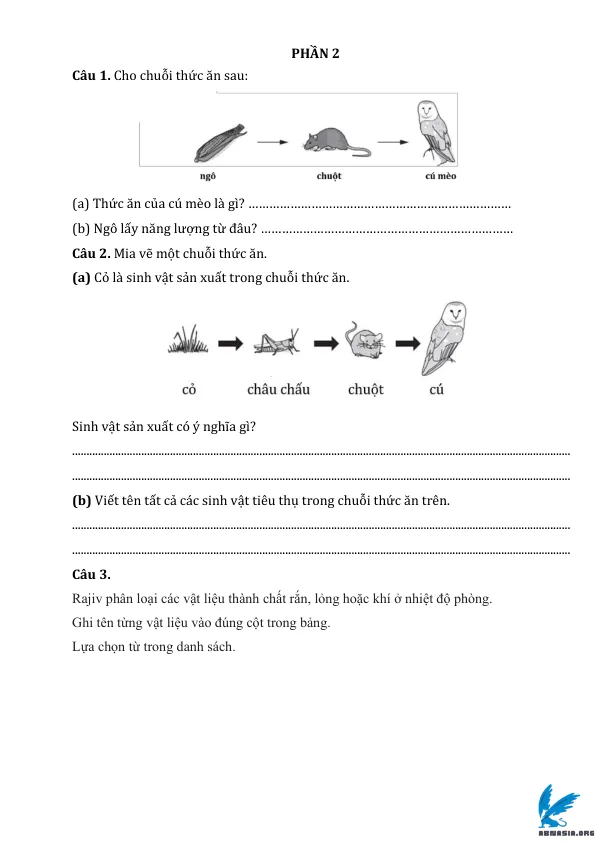 PHẦN 2
Câu 1. Cho chuỗi thức ăn sau:
ngô chuột cú mèo
(a) Thức ăn của cú mèo là gì? ……………………………………………………………………
(b) Ngô lấy năng lượng từ đâu? …………………………………………………………………
Câu 2. Mia vẽ một chuỗi thức ăn.
(a) Cỏ là sinh vật sản xuất trong chuỗi thức ăn.
cỏ châu chấu chuột cú
Sinh vật sản xuất có ý nghĩa gì?
(b) Viết tên tất cả các sinh vật tiêu thụ trong chuỗi thức ăn trên.
Câu 3.
Rajiv phân loại các vật liệu thành chất rắn, lỏng hoặc khí ở nhiệt độ phòng.
Ghi tên từng vật liệu vào đúng cột trong bảng.
Lựa chọn từ trong danh sách.
ABNASIA.ORG